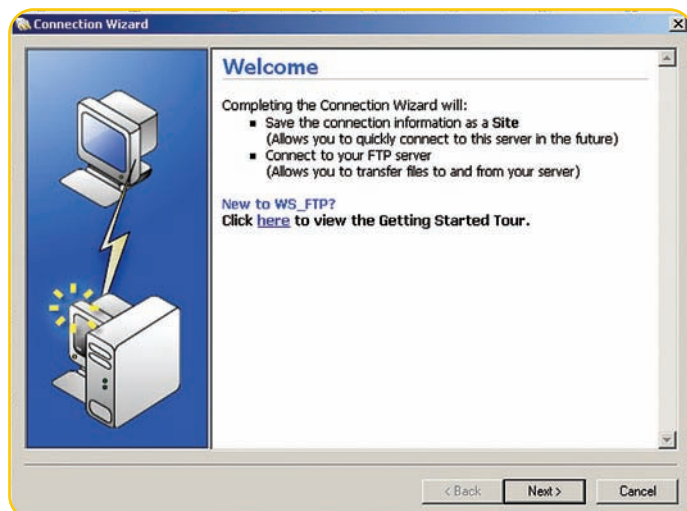 Connection Wizard
Welcome
Completing the Connection Wizard will:
▪ Save the connection information as a Site
(Allows you to quickly connect to this server in the future)
▪ Connect to your FTP server
(Allows you to transfer files to and from your server)
New to WS_FTP?
Click here to view the Getting Started Tour.
< Back
Next >
Cancel